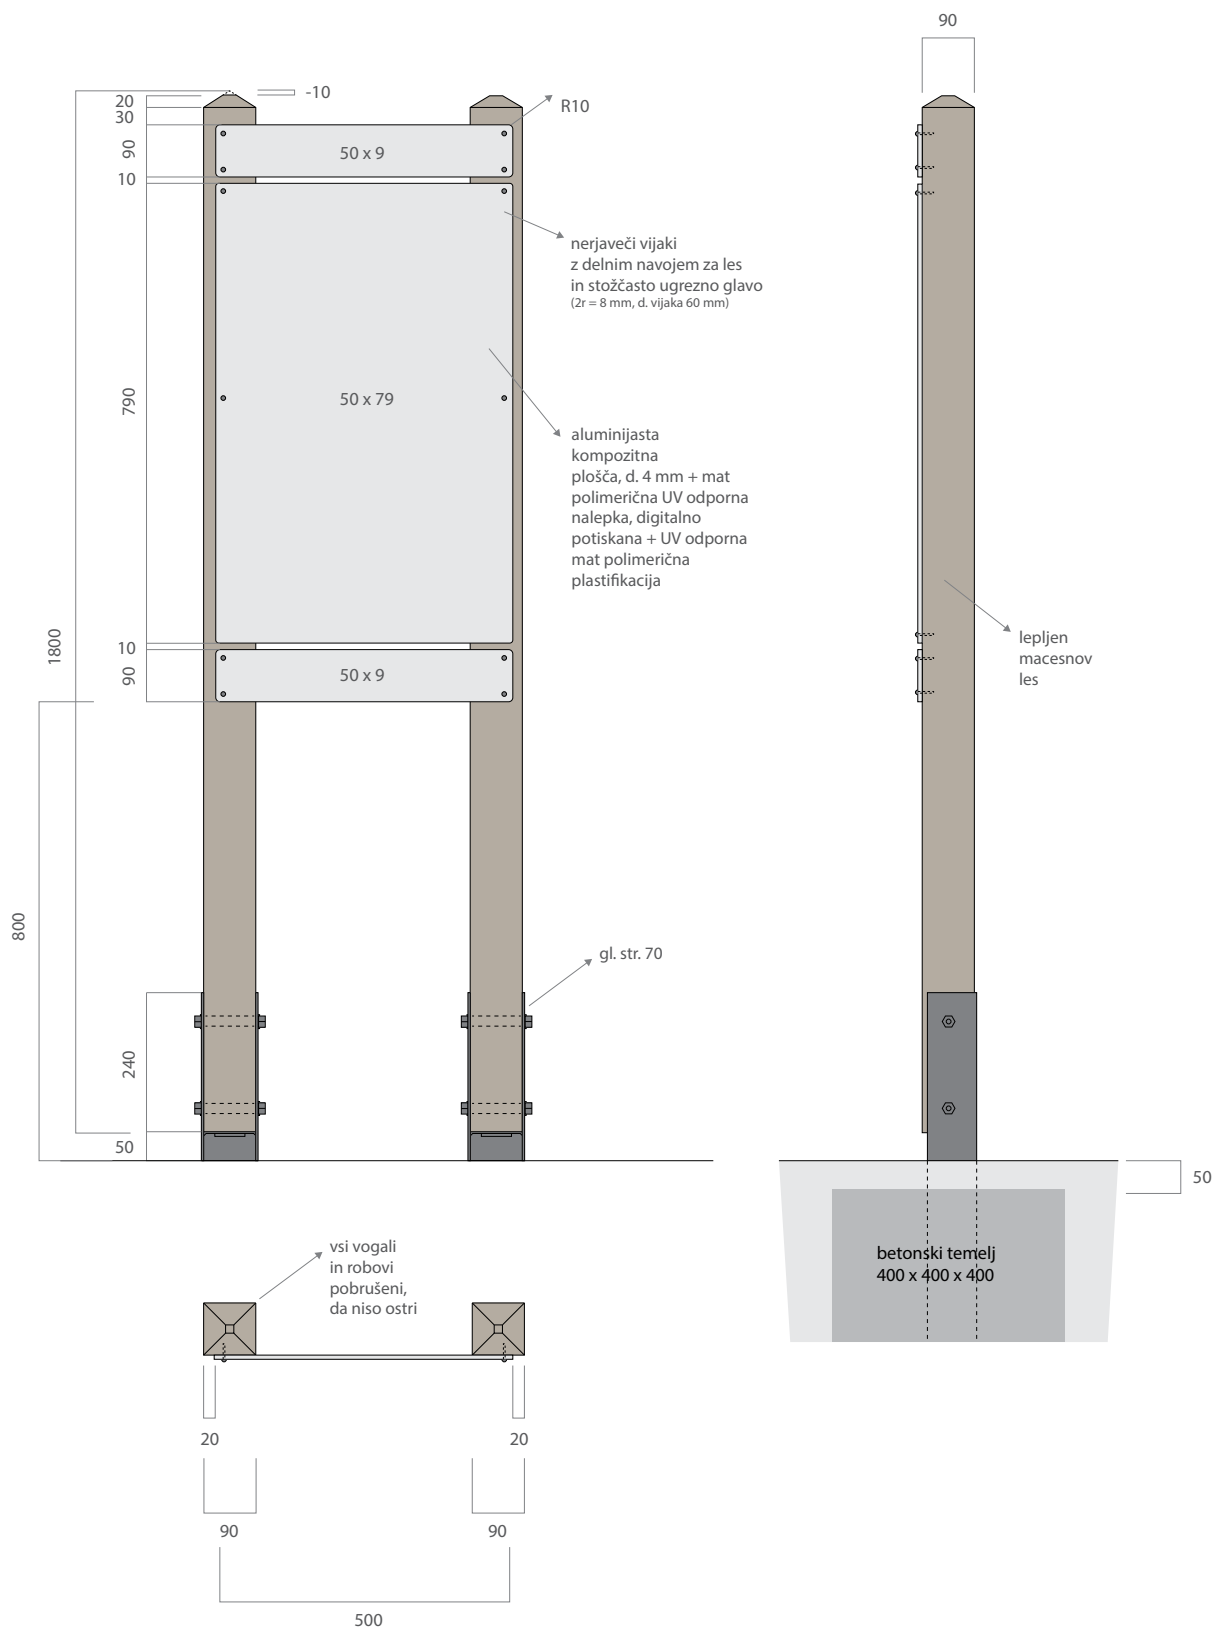 90
-10
20
30
R10
90
50 x 9
10
nerjaveči vijaki
z delnim navojem za les
in stožčasto ugrezno glavo
(2r = 8 mm, d. vijaka 60 mm)
790
50 x 79
aluminijasta
kompozitna
plošča, d. 4 mm + mat
polimerična UV odporna
nalepka, digitalno
potiskana + UV odporna
mat polimerična
plastifikacija
1800
10
90
50 x 9
lepljen
macesnov
les
800
gl. str. 70
240
50
50
betonski temelj
400 x 400 x 400
vsi vogali
in robovi
pobrušeni,
da niso ostri
20
20
90
90
500